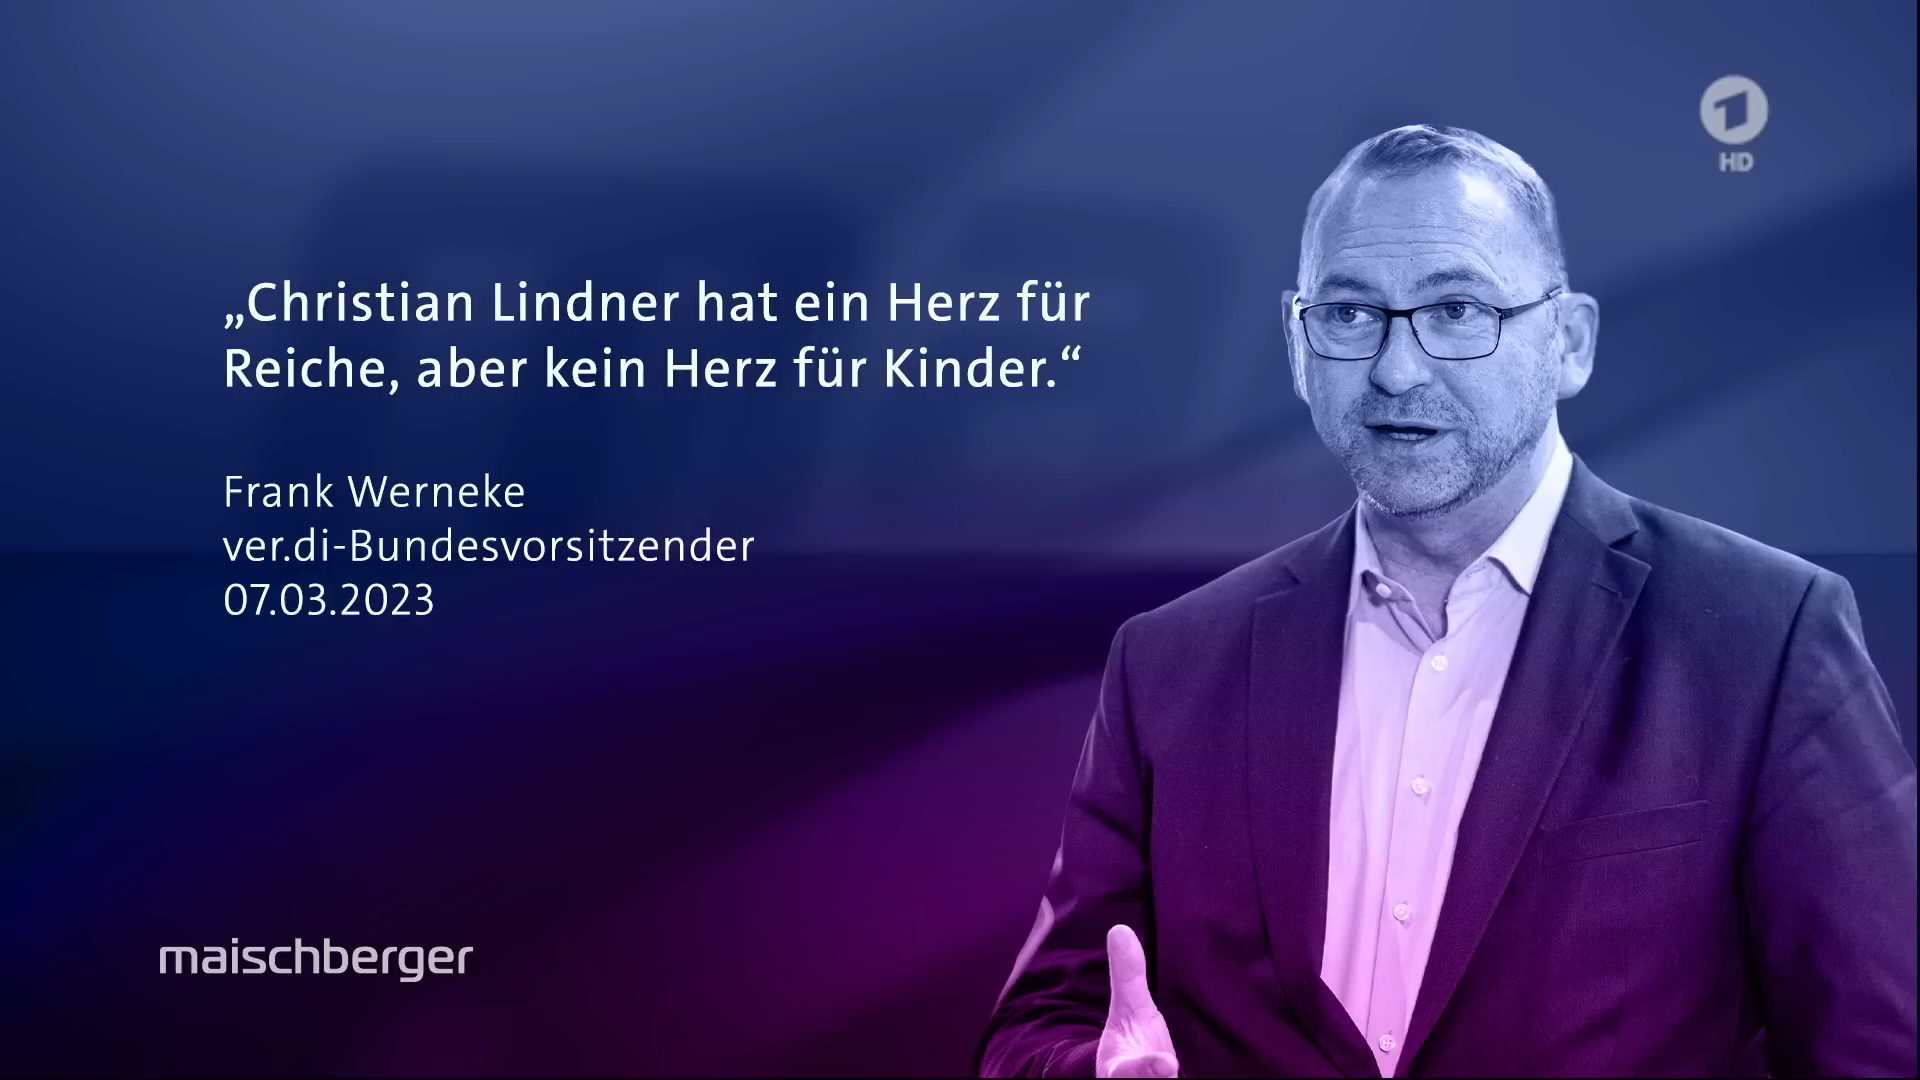 „Christian Lindner hat ein Herz für
Reiche, aber kein Herz für Kinder.“
Frank Werneke
ver.di-Bundesvorsitzender
07.03.2023
maischberger
1
HD